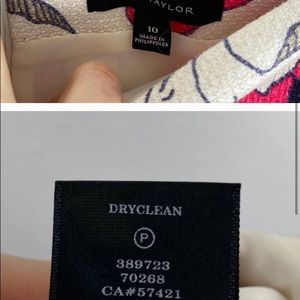 TAYLOR
10
MADE IN
PHILIPPINES
DRYCLEAN
P
389723
70268
CA#57421